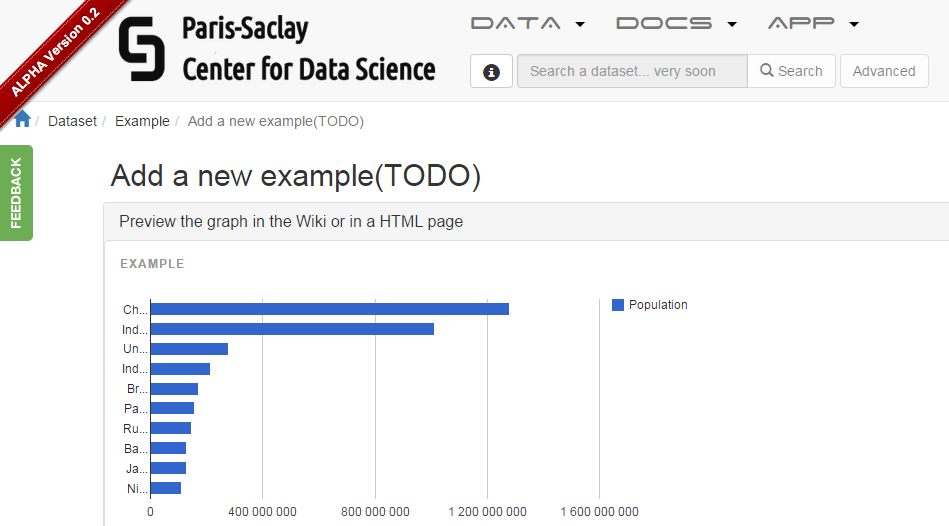 ALPHA Version 0.2
Paris-Saclay
Center for Data Science
DATA DOCS APP
Search a dataset... very soon Search Advanced
/ Dataset / Example / Add a new example(TODO)
FEEDBACK
Add a new example(TODO)
Preview the graph in the Wiki or in a HTML page
EXAMPLE
Population
Ch...
Ind...
Un...
Ind...
Br...
Pa...
Ru...
Ba...
Ja...
Ni...
0 400 000 000 800 000 000 1 200 000 000 1 600 000 000